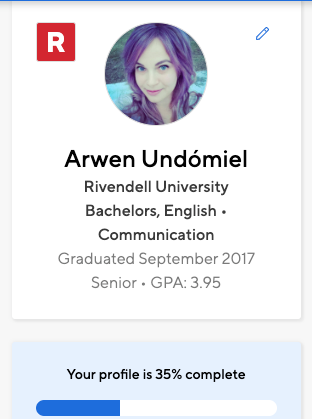 R
Arwen Undómiel
Rivendell University
Bachelors, English •
Communication
Graduated September 2017
Senior • GPA: 3.95
Your profile is 35% complete